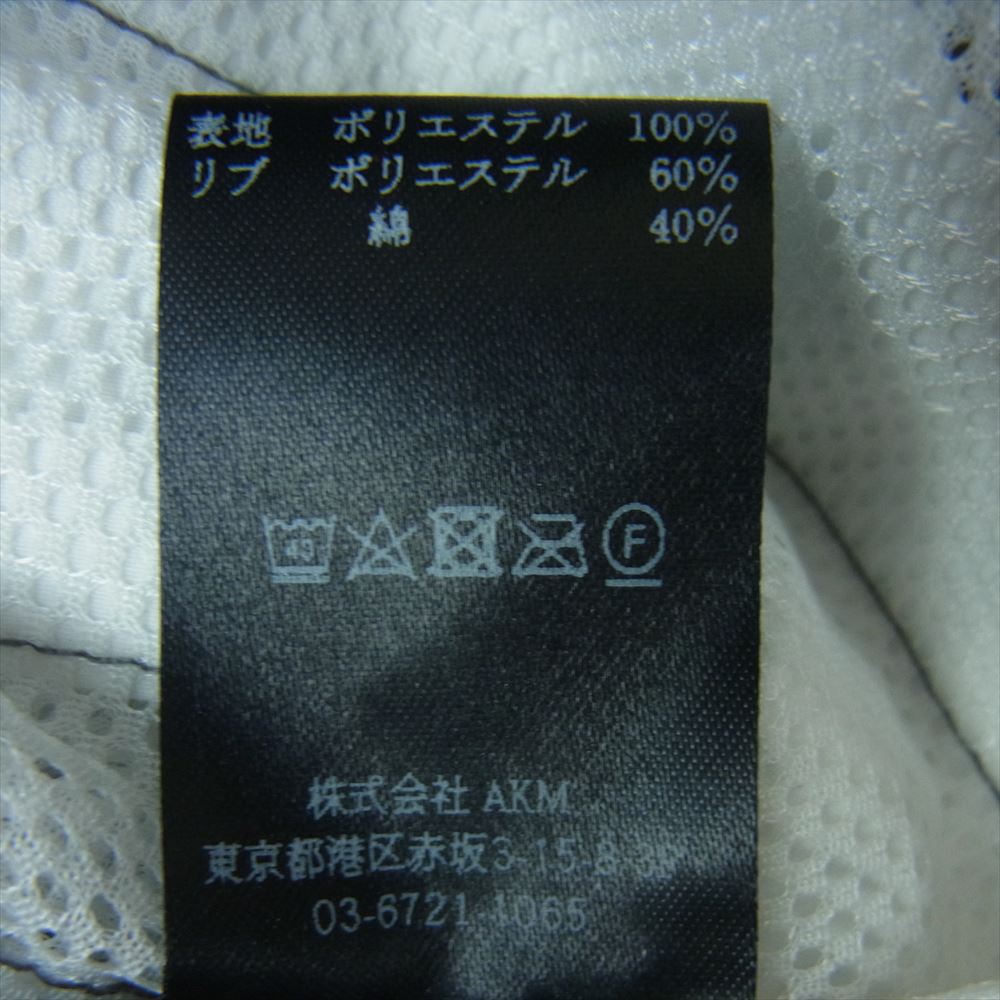 表地 ポリエステル 100%
リブ ポリエステル 60%
綿 40%
40
F
株式会社 AKM
東京都港区赤坂3-15-8-
03-6721-1065